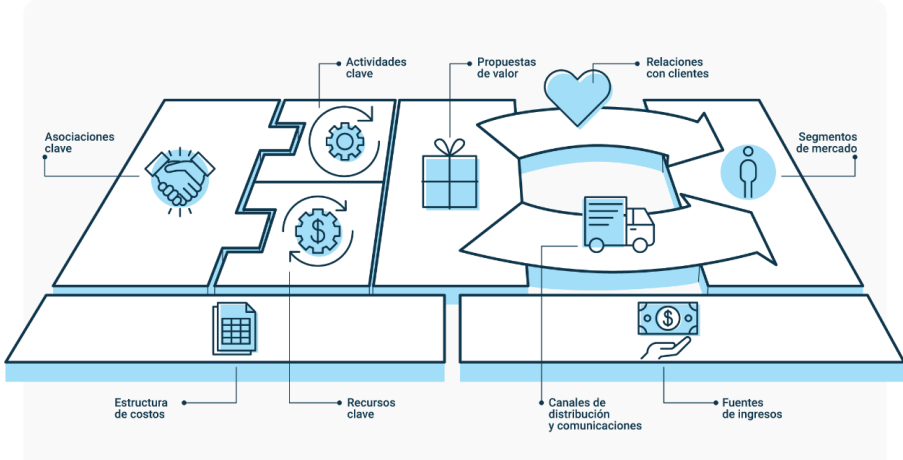 Actividades
clave
Propuestas
de valor
Relaciones
con clientes
Asociaciones
clave
Segmentos
de mercado
$
$
Estructura
de costos
Recursos
clave
Canales de
distribución
y comunicaciones
Fuentes
de ingresos